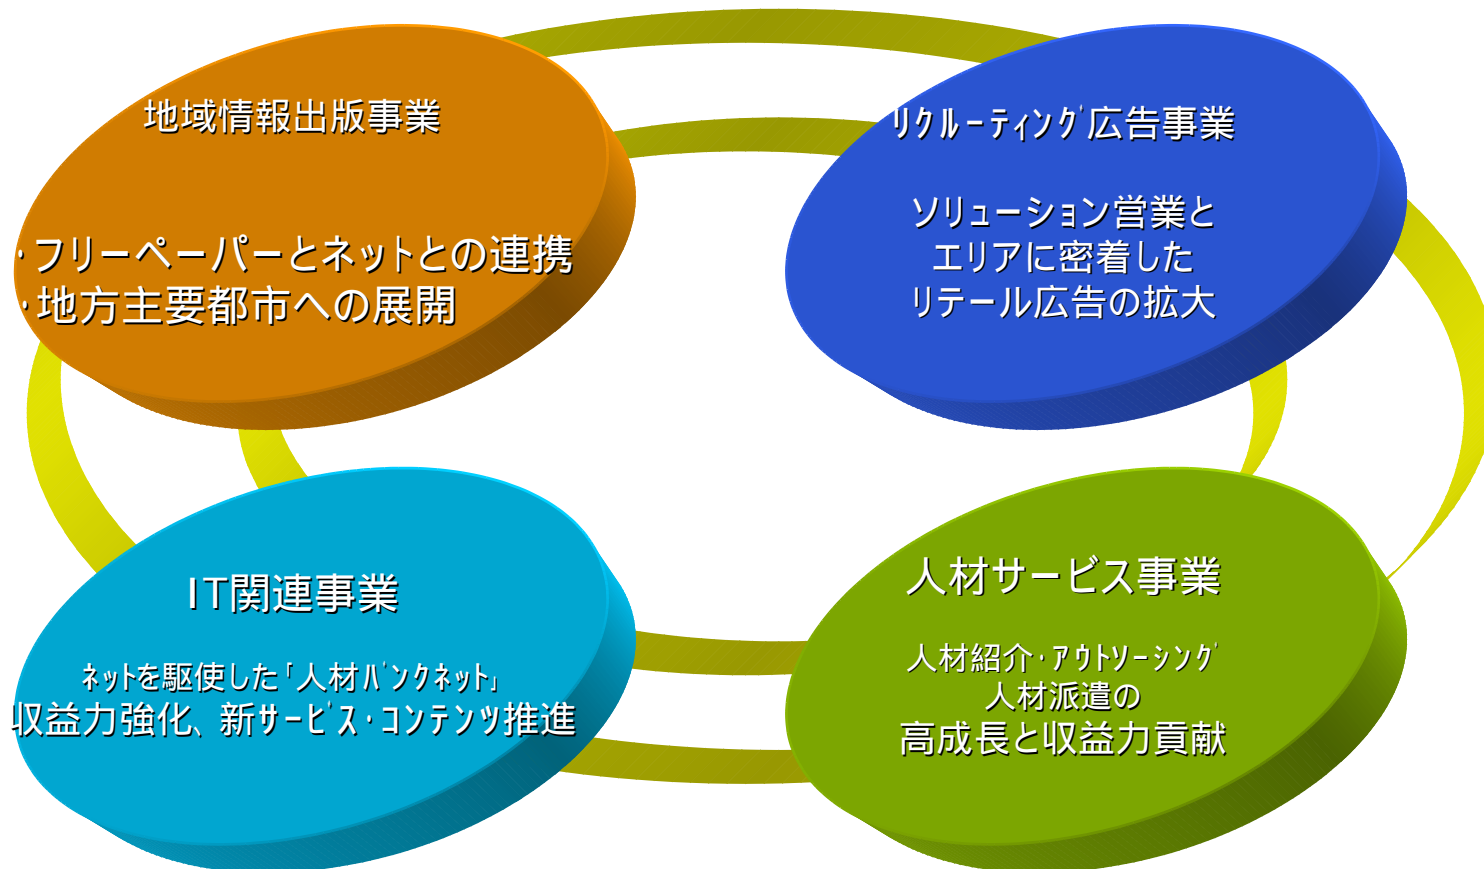 地域情報出版事業
・フリーペーパーとネットとの連携
・地方主要都市への展開
ﾘｸﾙｰﾃｨﾝｸﾞ広告事業
ソリューション営業と
エリアに密着した
リテール広告の拡大
IT関連事業
ﾈｯﾄを駆使した「人材ﾊﾞﾝｸﾈｯﾄ」
収益力強化、新ｻｰﾋﾞｽ・ｺﾝﾃﾝﾂ推進
人材サービス事業
人材紹介・ｱｳﾄｿｰｼﾝｸﾞ
人材派遣の
高成長と収益力貢献